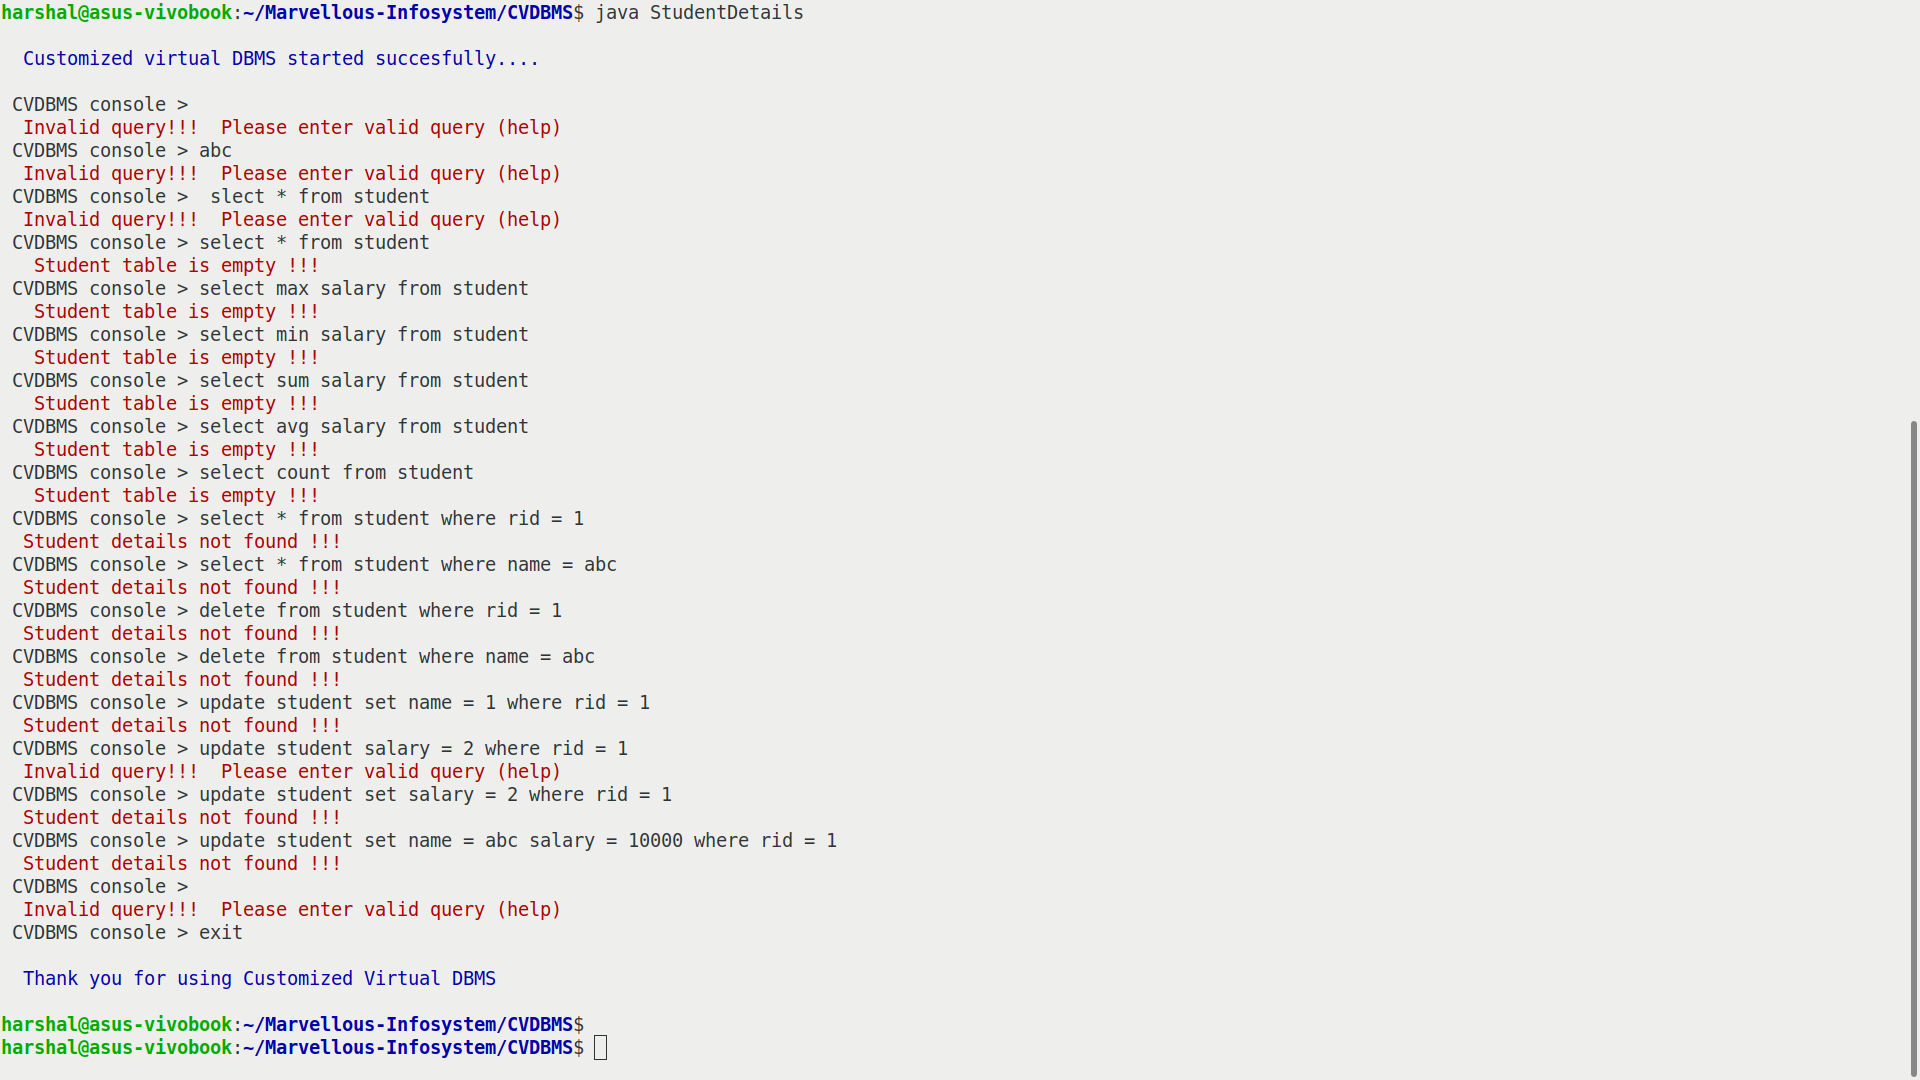 harshal@asus-vivobook:~/Marvellous-Infosystem/CVDBMS$ java StudentDetails
Customized virtual DBMS started succesfully....
CVDBMS console >
Invalid query!!!  Please enter valid query (help)
CVDBMS console > abc
Invalid query!!!  Please enter valid query (help)
CVDBMS console >  slect * from student
Invalid query!!!  Please enter valid query (help)
CVDBMS console > select * from student
Student table is empty !!!
CVDBMS console > select max salary from student
Student table is empty !!!
CVDBMS console > select min salary from student
Student table is empty !!!
CVDBMS console > select sum salary from student
Student table is empty !!!
CVDBMS console > select avg salary from student
Student table is empty !!!
CVDBMS console > select count from student
Student table is empty !!!
CVDBMS console > select * from student where rid = 1
Student details not found !!!
CVDBMS console > select * from student where name = abc
Student details not found !!!
CVDBMS console > delete from student where rid = 1
Student details not found !!!
CVDBMS console > delete from student where name = abc
Student details not found !!!
CVDBMS console > update student set name = 1 where rid = 1
Student details not found !!!
CVDBMS console > update student salary = 2 where rid = 1
Invalid query!!!  Please enter valid query (help)
CVDBMS console > update student set salary = 2 where rid = 1
Student details not found !!!
CVDBMS console > update student set name = abc salary = 10000 where rid = 1
Student details not found !!!
CVDBMS console >
Invalid query!!!  Please enter valid query (help)
CVDBMS console > exit
Thank you for using Customized Virtual DBMS
harshal@asus-vivobook:~/Marvellous-Infosystem/CVDBMS$
harshal@asus-vivobook:~/Marvellous-Infosystem/CVDBMS$